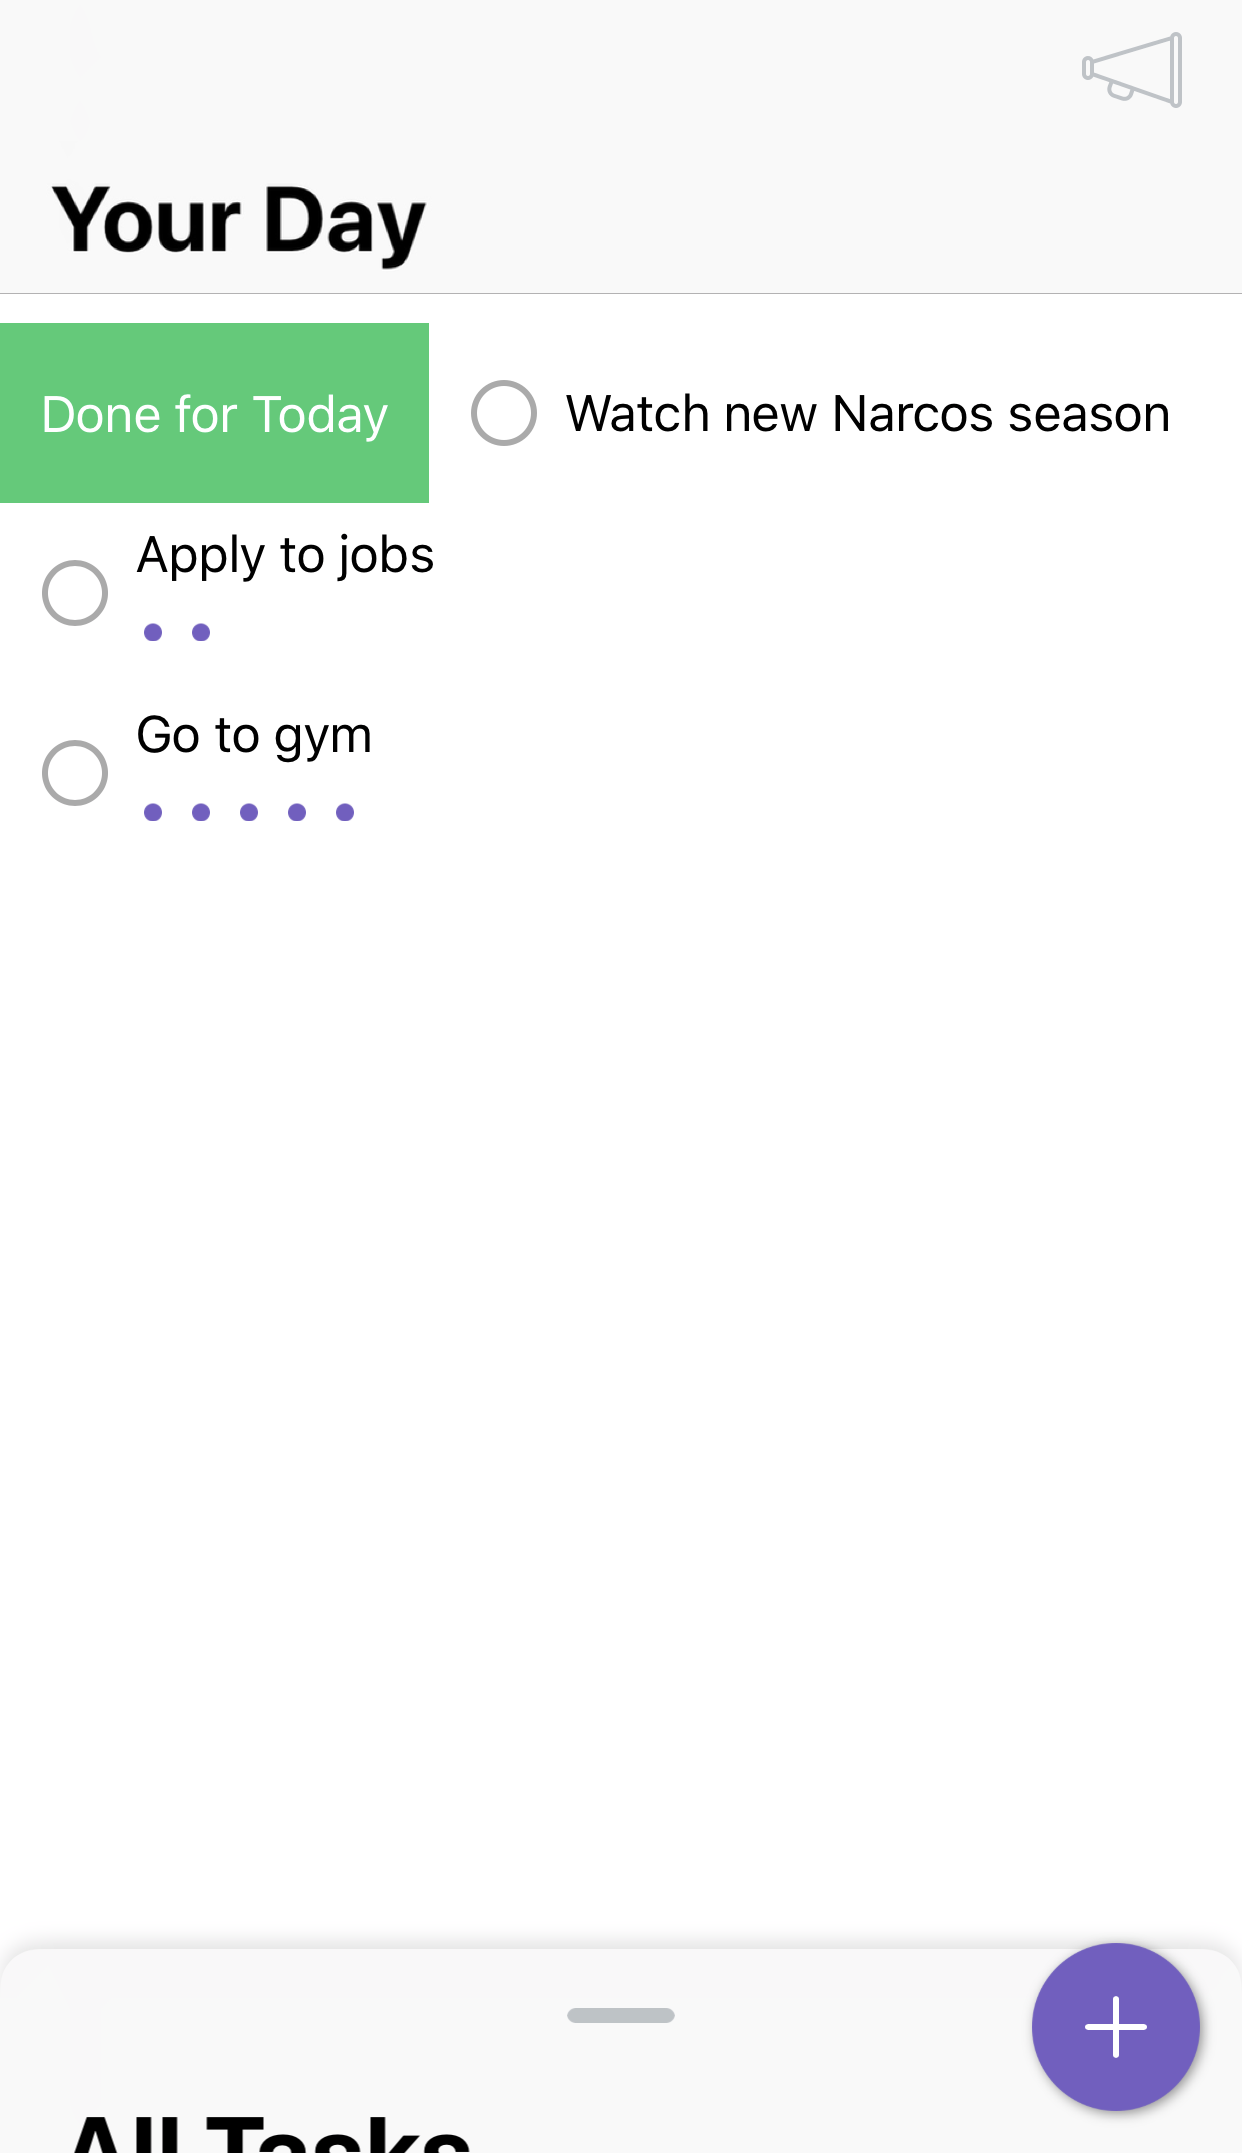 Your Day
Done for Today
Watch new Narcos season
Apply to jobs
Go to gym
All Tasks